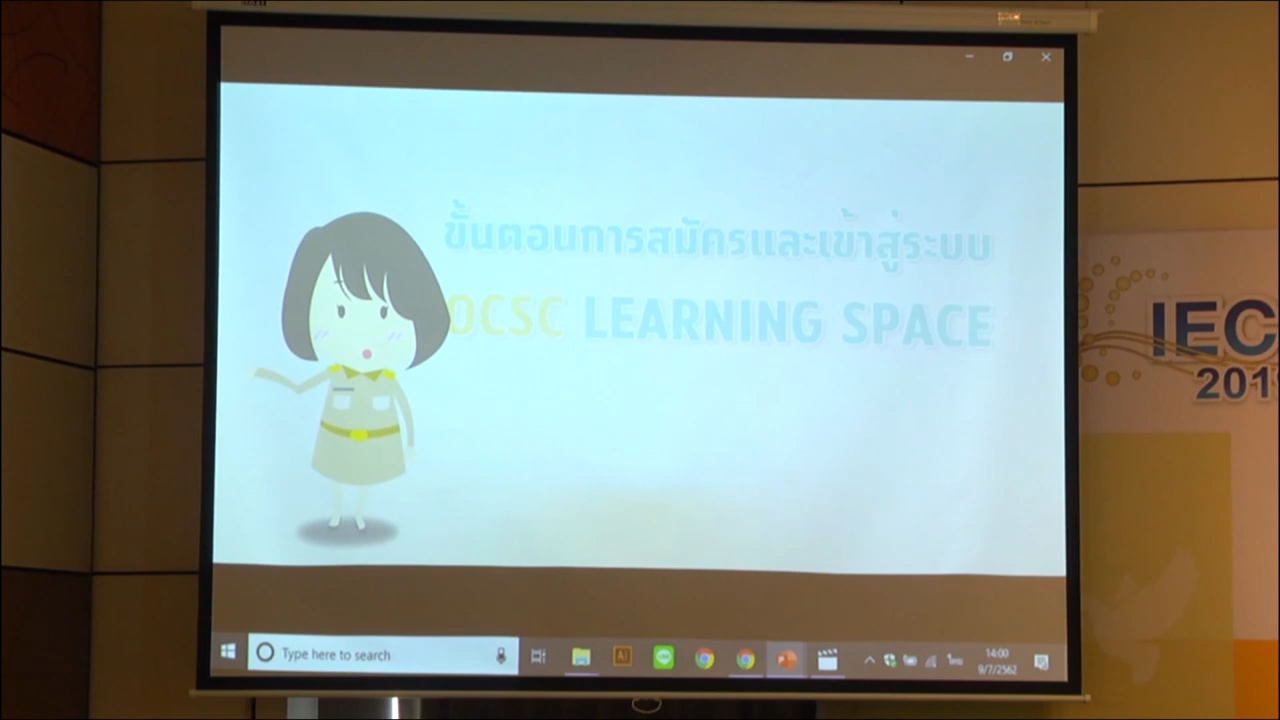 ขั้นตอนการสมัครและเข้าสู่ระบบ
OCSC LEARNING SPACE
IEC
201
Type here to search
Ai
14:00
9/7/2562